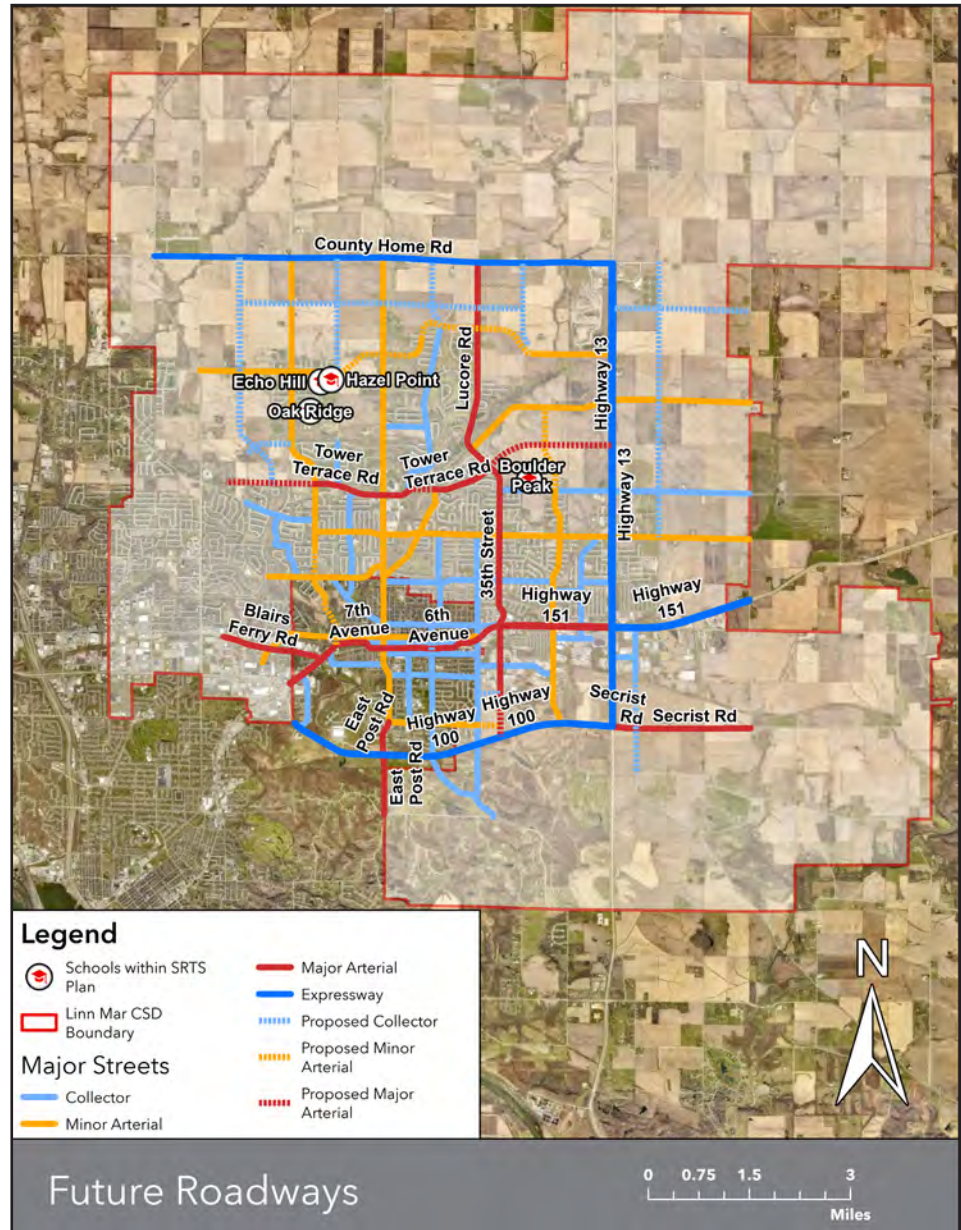 County Home Rd
Lucore Rd
Highway 13
Echo Hill
Hazel Point
Oak Ridge
Tower
Terrace Rd
Tower
Terrace Rd
Boulder
Peak
Highway 13
35th Street
Highway
151
Highway
151
Blairs
Ferry Rd
7th
Avenue
6th
Avenue
East
Post Rd
Highway
100
Highway
100
Secrist
Rd
Secrist Rd
East
Post Rd
Legend
Schools within SRTS
Plan
Linn Mar CSD
Boundary
Major Streets
Collector
Minor Arterial
Major Arterial
Expressway
Proposed Collector
Proposed Minor
Arterial
Proposed Major
Arterial
N
Future Roadways
0 0.75 1.5 3
Miles